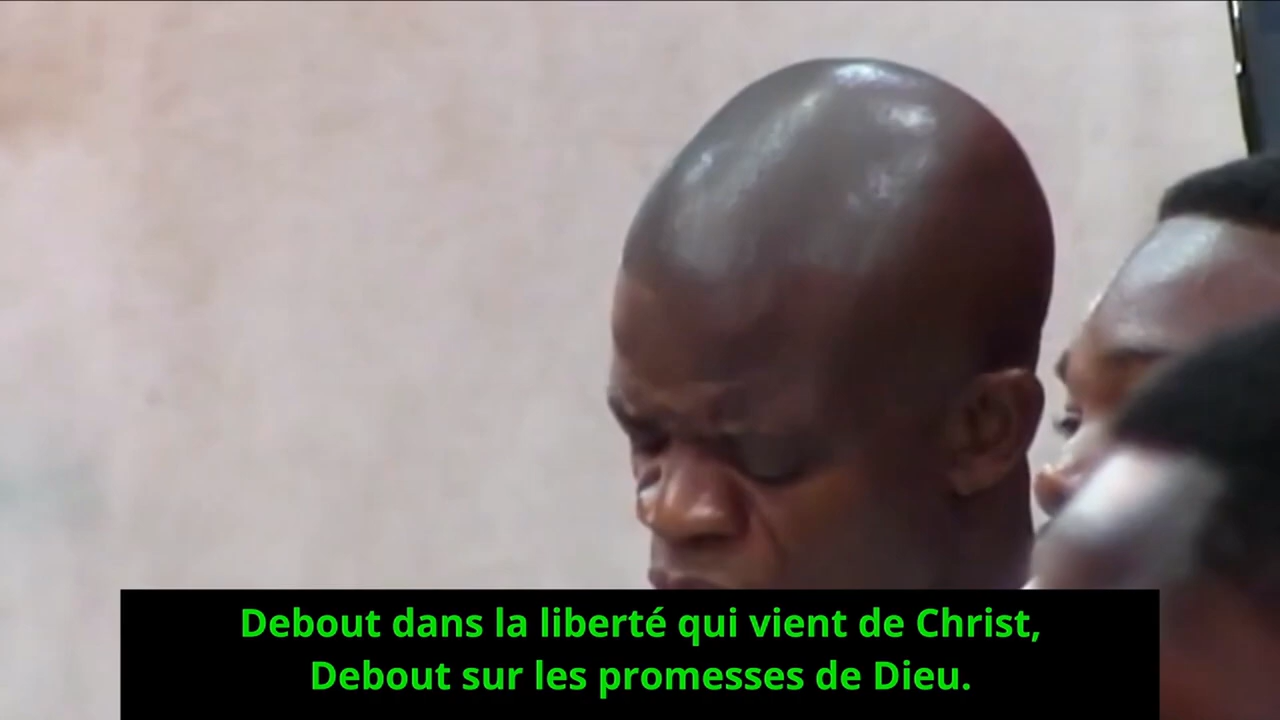 Debout dans la liberté qui vient de Christ,
Debout sur les promesses de Dieu.